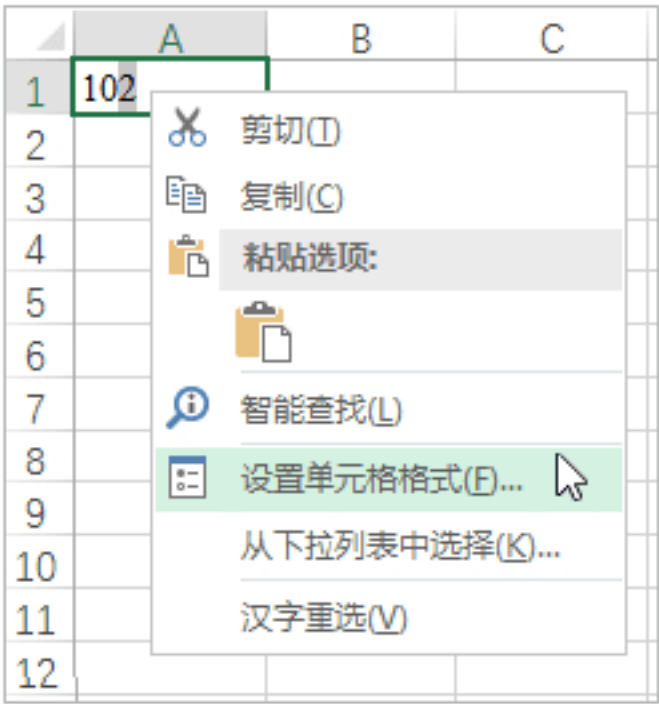 A B C
1 102
2
3
4
5
6
7
8
9
10
11
12
剪切(T)
复制(C)
粘贴选项:
智能查找(L)
设置单元格格式(F)...
从下拉列表中选择(K)...
汉字重选(V)